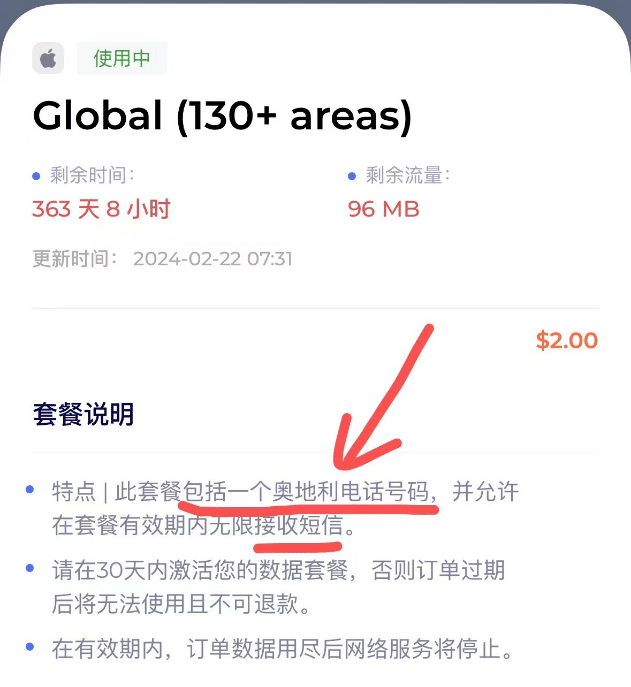 使用中
Global (130+ areas)
剩余时间：
剩余流量：
363 天 8 小时
96 MB
更新时间： 2024-02-22 07:31
$2.00
套餐说明
特点 | 此套餐包括一个奥地利电话号码，并允许
在套餐有效期内无限接收短信。
请在30天内激活您的数据套餐，否则订单过期
后将无法使用且不可退款。
在有效期内，订单数据用尽后网络服务将停止。